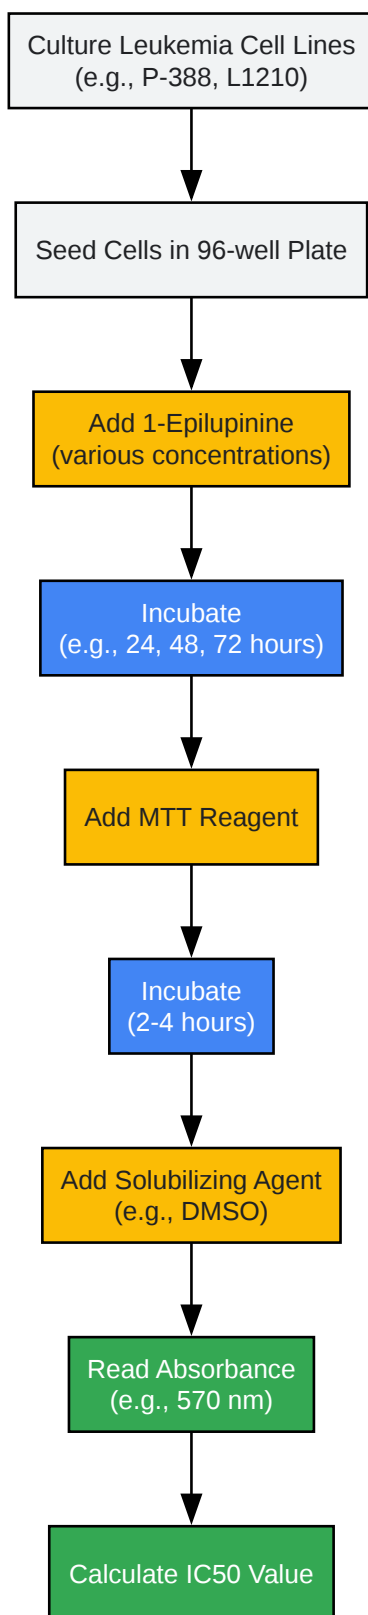 Culture Leukemia Cell Lines
(e.g., P-388, L1210)
Seed Cells in 96-well Plate
Add 1-Epilupinine
(various concentrations)
Incubate
(e.g., 24, 48, 72 hours)
Add MTT Reagent
Incubate
(2-4 hours)
Add Solubilizing Agent
(e.g., DMSO)
Read Absorbance
(e.g., 570 nm)
Calculate IC50 Value